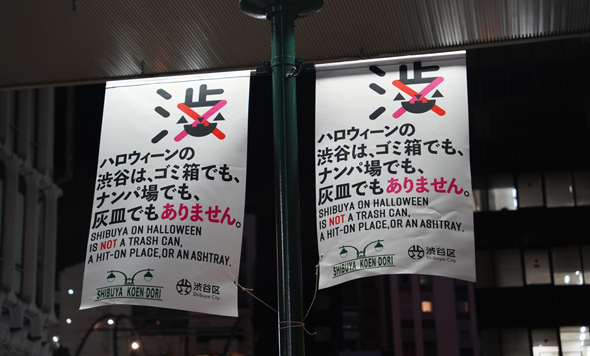 渋
ハロウィーンの
渋谷は、ゴミ箱でも、
ナンパ場でも、
灰皿でもありません。
SHIBUYA ON HALLOWEEN
IS NOT A TRASH CAN,
A HIT-ON PLACE, OR AN ASHTRAY.
SHIBUYA KOEN DORI
渋谷区
Shibuya City
渋
ハロウィーンの
渋谷は、ゴミ箱でも、
ナンパ場でも、
灰皿でもありません。
SHIBUYA ON HALLOWEEN
IS NOT A TRASH CAN,
A HIT-ON PLACE, OR AN ASHTRAY.
SHIBUYA KOEN DORI
渋谷区
Shibuya City